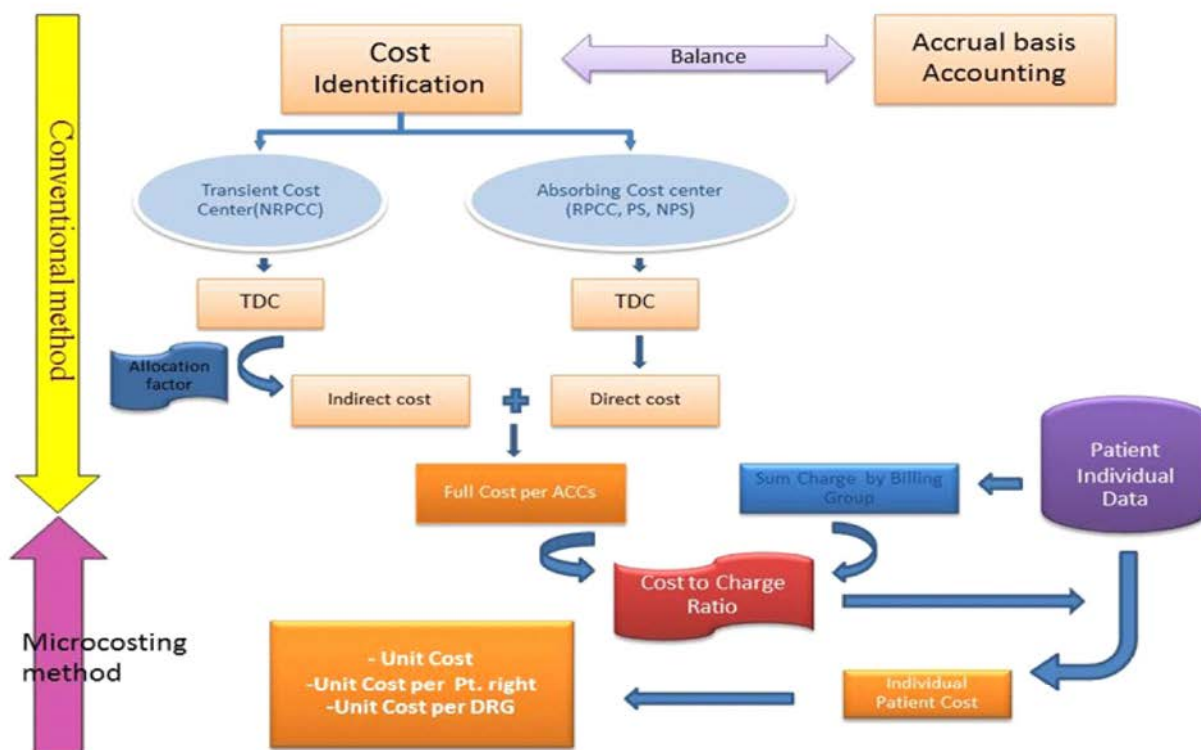 Cost
Identification
Balance
Accrual basis
Accounting
Conventional method
Transient Cost
Center(NRPCC)
Absorbing Cost center
(RPCC, PS, NPS)
TDC
TDC
Allocation
factor
Indirect cost
Direct cost
Patient
Individual
Data
Full Cost per ACCs
Sum Charge by Billing
Group
Cost to Charge
Ratio
Microcosting
method
- Unit Cost
-Unit Cost per Pt. right
-Unit Cost per DRG
Individual
Patient Cost